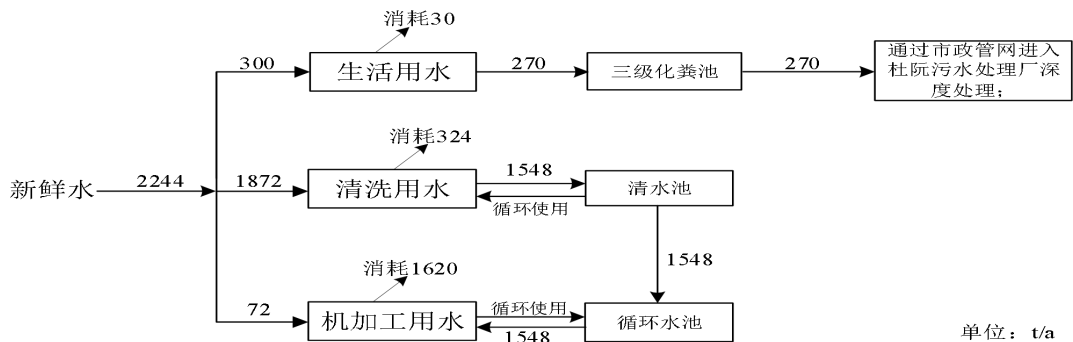 消耗30
300
生活用水
270
三级化粪池
270
通过市政管网进入
杜阮污水处理厂深
度处理；
消耗324
新鲜水
2244
1872
清洗用水
1548
循环使用
清水池
1548
消耗1620
72
机加工用水
循环使用
1548
循环水池
单位：t/a